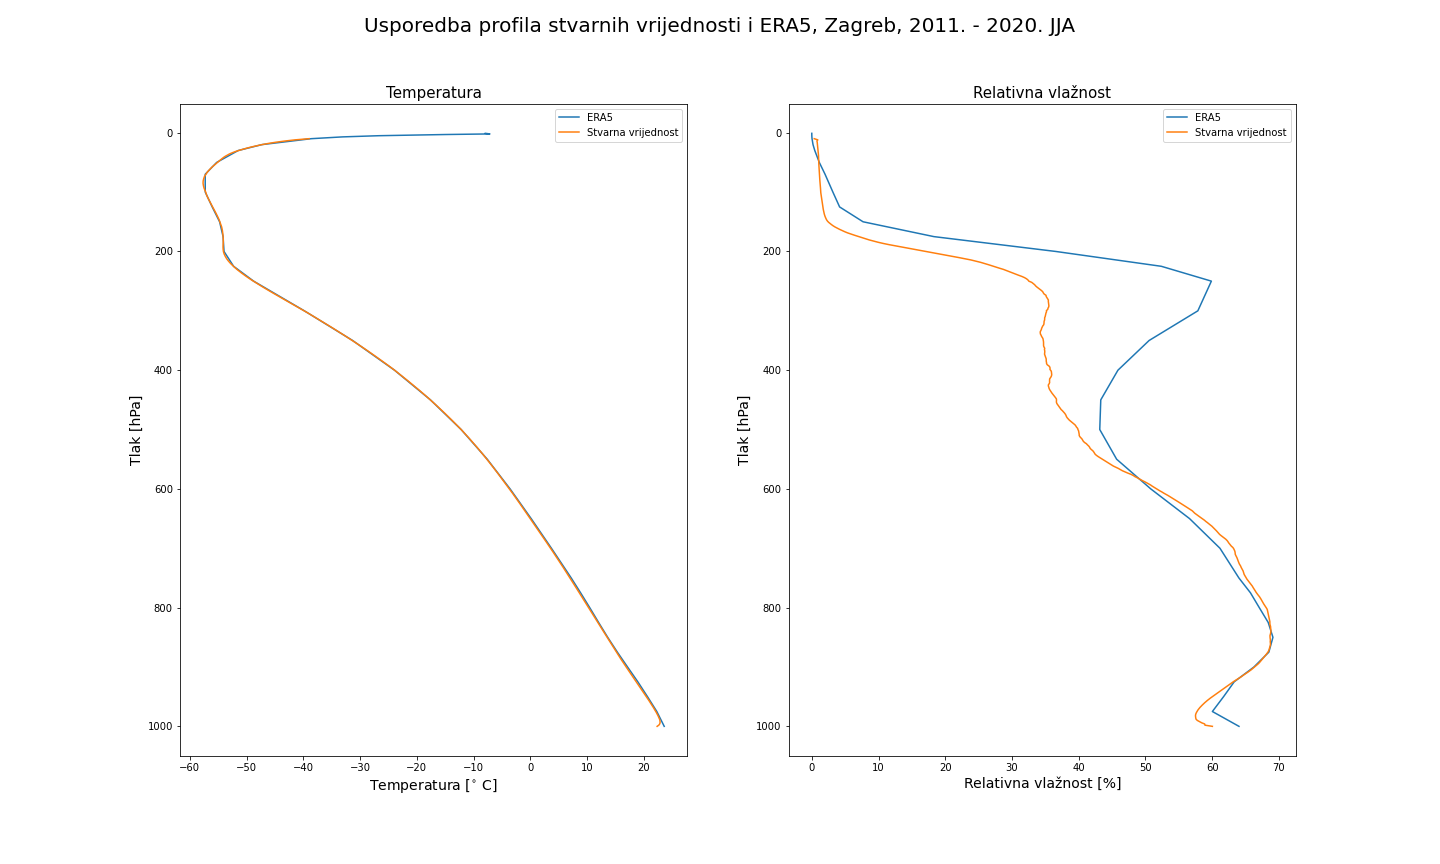 Usporedba profila stvarnih vrijednosti i ERA5, Zagreb, 2011. - 2020. JJA
Temperatura
ERA5
Stvarna vrijednost
0
200
400
600
800
1000
Tlak [hPa]
−60 −50 −40 −30 −20 −10 0 10 20
Temperatura [° C]
Relativna vlažnost
ERA5
Stvarna vrijednost
0
200
400
600
800
1000
Tlak [hPa]
0 10 20 30 40 50 60 70
Relativna vlažnost [%]